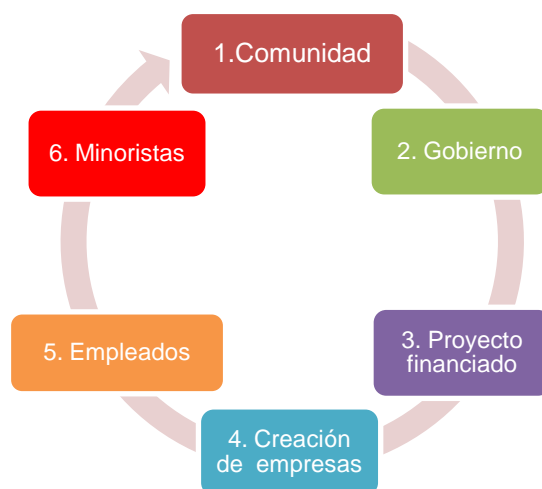 1.Comunidad
2. Gobierno
3. Proyecto
financiado
4. Creación
de empresas
5. Empleados
6. Minoristas